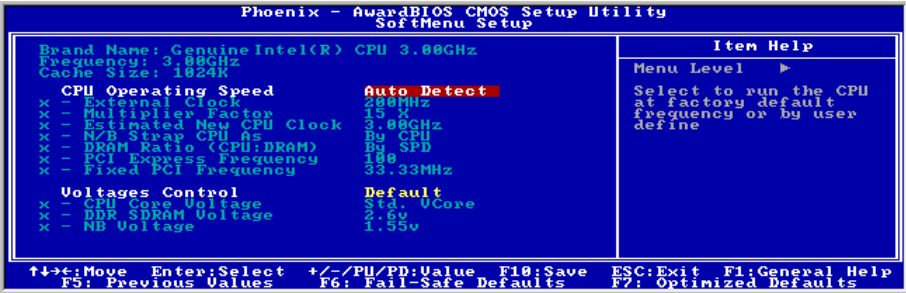 Phoenix - AwardBIOS CMOS Setup Utility
SoftMenu Setup
Brand Name: Genuine Intel(R) CPU 3.00GHz
Frequency: 3.00GHz
Cache Size: 1024K
CPU Operating Speed Auto Detect
x - External Clock 200MHz
x - Multiplier Factor 15 X
x - Estimated New CPU Clock 3.00GHz
x - N/B Strap CPU As By CPU
x - DRAM Ratio (CPU:DRAM) By SPD
x - PCI Express Frequency 100
x - Fixed PCI Frequency 33.33MHz
Voltages Control Default
x - CPU Core Voltage Std. VCore
x - DDR SDRAM Voltage 2.6v
x - NB Voltage 1.55v
Item Help
Menu Level ►
Select to run the CPU
at factory default
frequency or by user
define
↑↓→←:Move Enter:Select +/-/PU/PD:Value F10:Save ESC:Exit F1:General Help
F5: Previous Values F6: Fail-Safe Defaults F7: Optimized Defaults